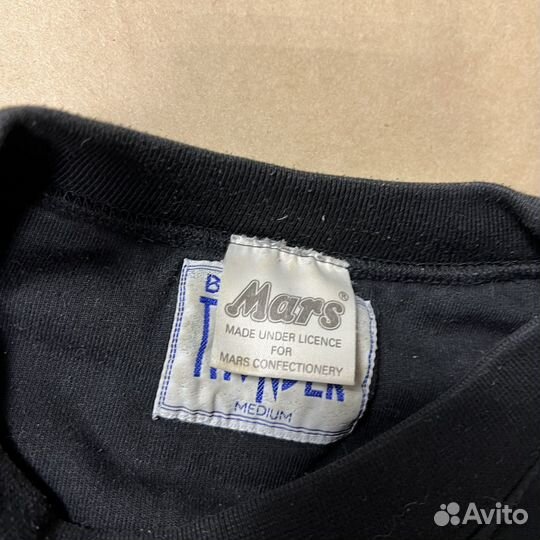 Mars®
MADE UNDER LICENCE
FOR
MARS CONFECTIONERY
MEDIUM
Avito